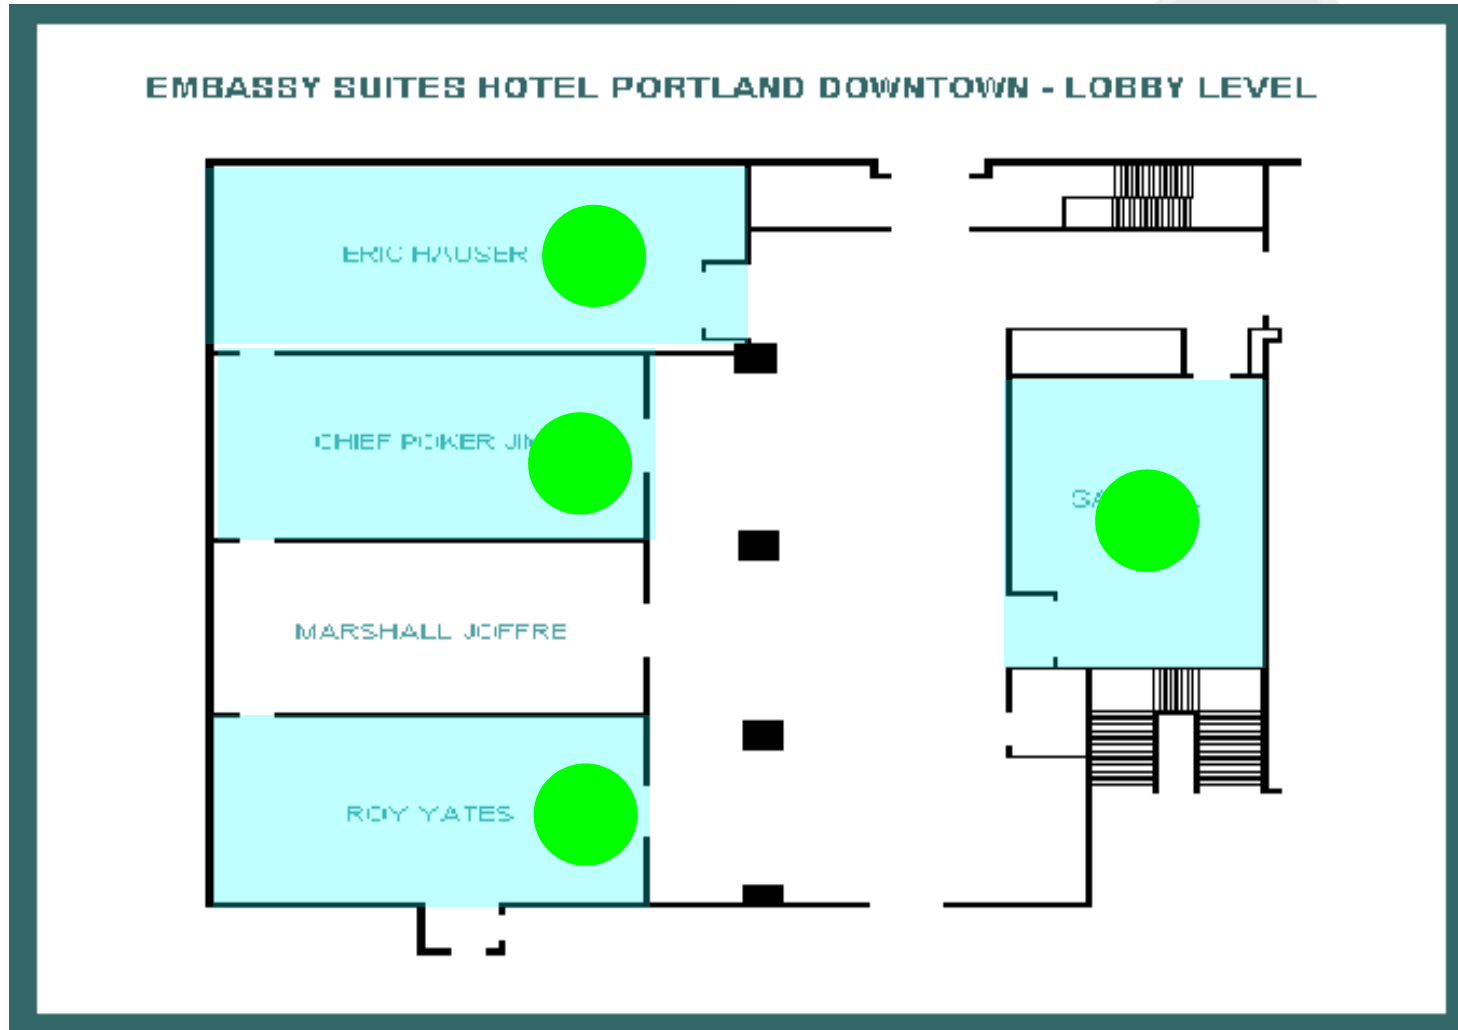 EMBASSY SUITES HOTEL PORTLAND DOWNTOWN - LOBBY LEVEL
ERIC HAUSER
CHIEF POKER
MARSHALL JOFFRE
ROY YATES